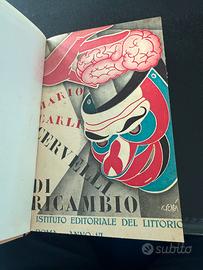 MARIO
CARLI
CERVELLI
DI
RICAMBIO
ISTITUTO EDITORIALE DEL LITTORIO
ROMA ANNO VI
subito